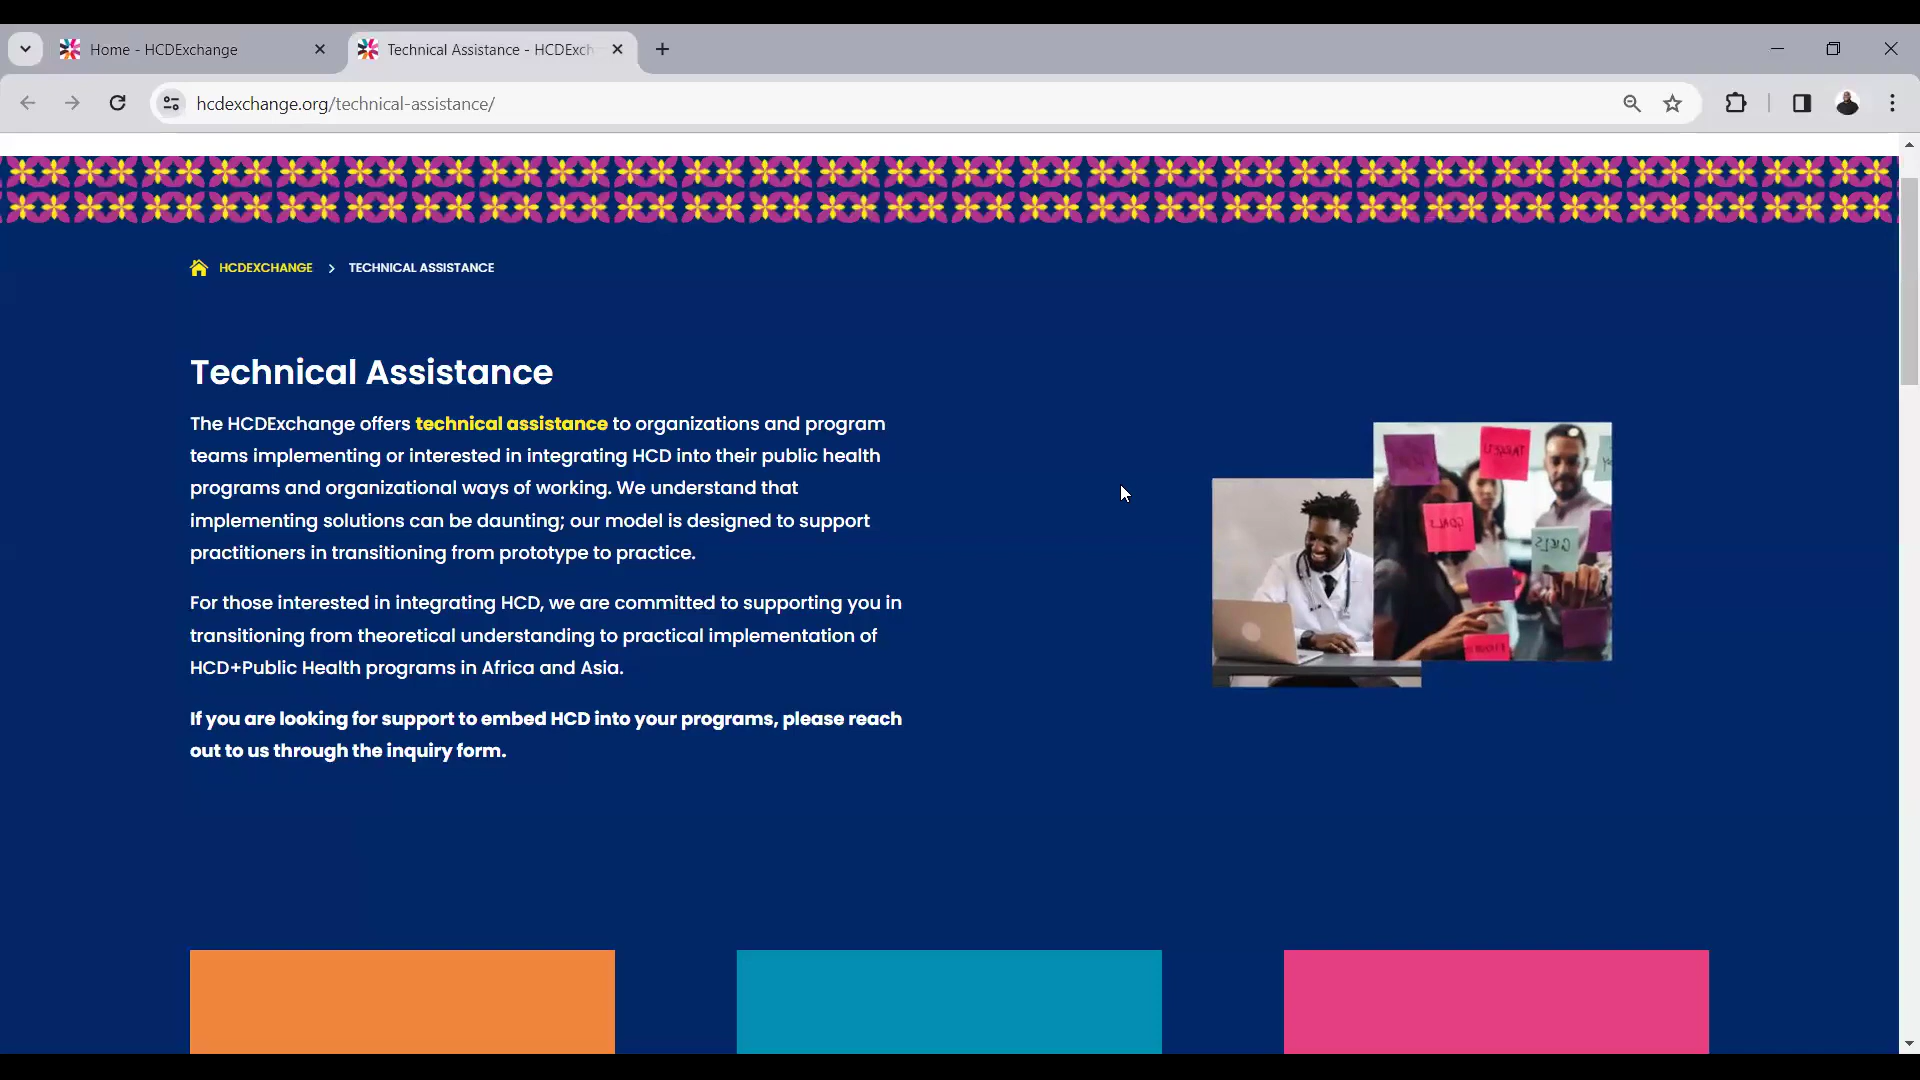 Home - HCDExchange
Technical Assistance - HCDExch
hcdexchange.org/technical-assistance/
HCDEXCHANGE > TECHNICAL ASSISTANCE
Technical Assistance
The HCDExchange offers technical assistance to organizations and program
teams implementing or interested in integrating HCD into their public health
programs and organizational ways of working. We understand that
implementing solutions can be daunting; our model is designed to support
practitioners in transitioning from prototype to practice.
For those interested in integrating HCD, we are committed to supporting you in
transitioning from theoretical understanding to practical implementation of
HCD+Public Health programs in Africa and Asia.
If you are looking for support to embed HCD into your programs, please reach
out to us through the inquiry form.
TARGETS
GOALS